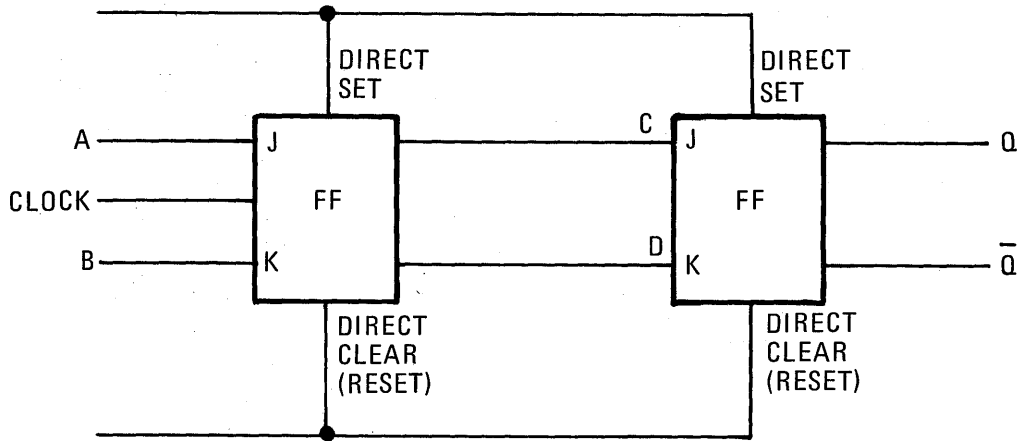 DIRECT
SET
DIRECT
SET
A
J
C
J
Q
CLOCK
FF
FF
B
K
D
K
Q̅
DIRECT
CLEAR
(RESET)
DIRECT
CLEAR
(RESET)